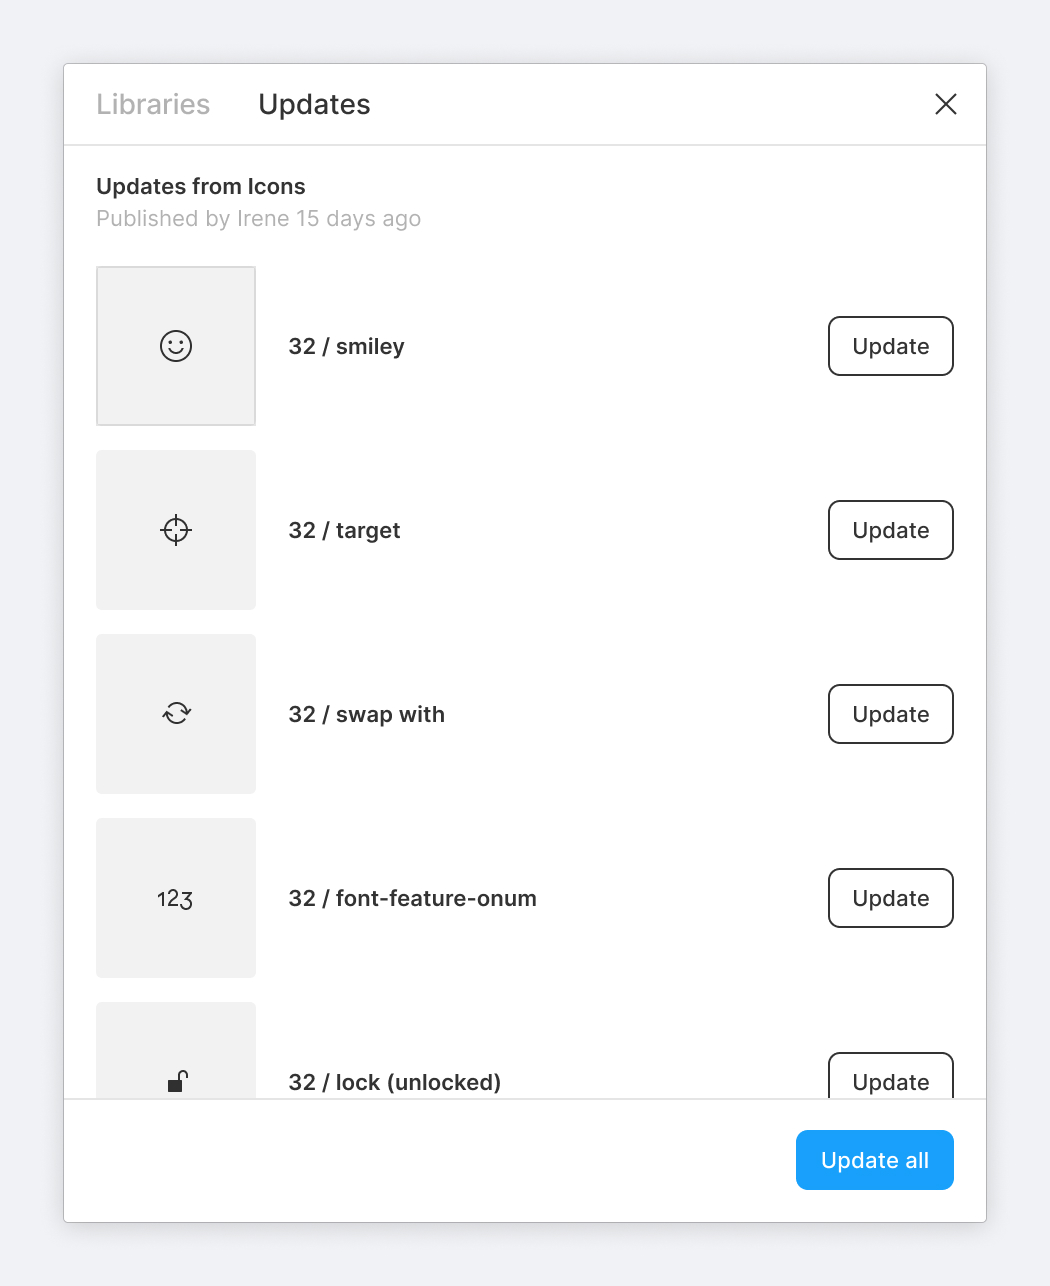 Libraries Updates
Updates from Icons
Published by Irene 15 days ago
32 / smiley Update
32 / target Update
32 / swap with Update
123 32 / font-feature-onum Update
32 / lock (unlocked) Update
Update all